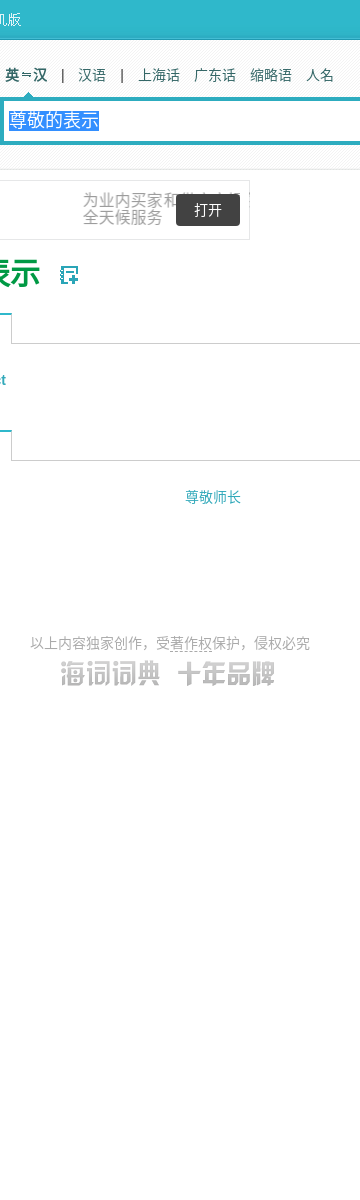 机版
英⇋汉 | 汉语 | 上海话 广东话 缩略语 人名
尊敬的表示
为业内买家和
全天候服务
打开
表示
尊敬师长
以上内容独家创作，受著作权保护，侵权必究
海词词典 十年品牌